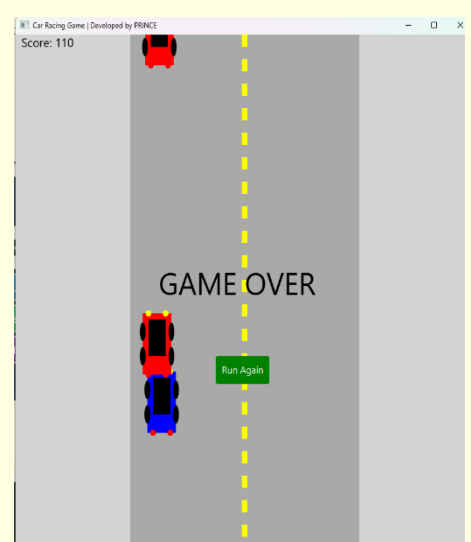 Car Racing Game | Developed by PRINCE
Score: 110
GAME OVER
Run Again